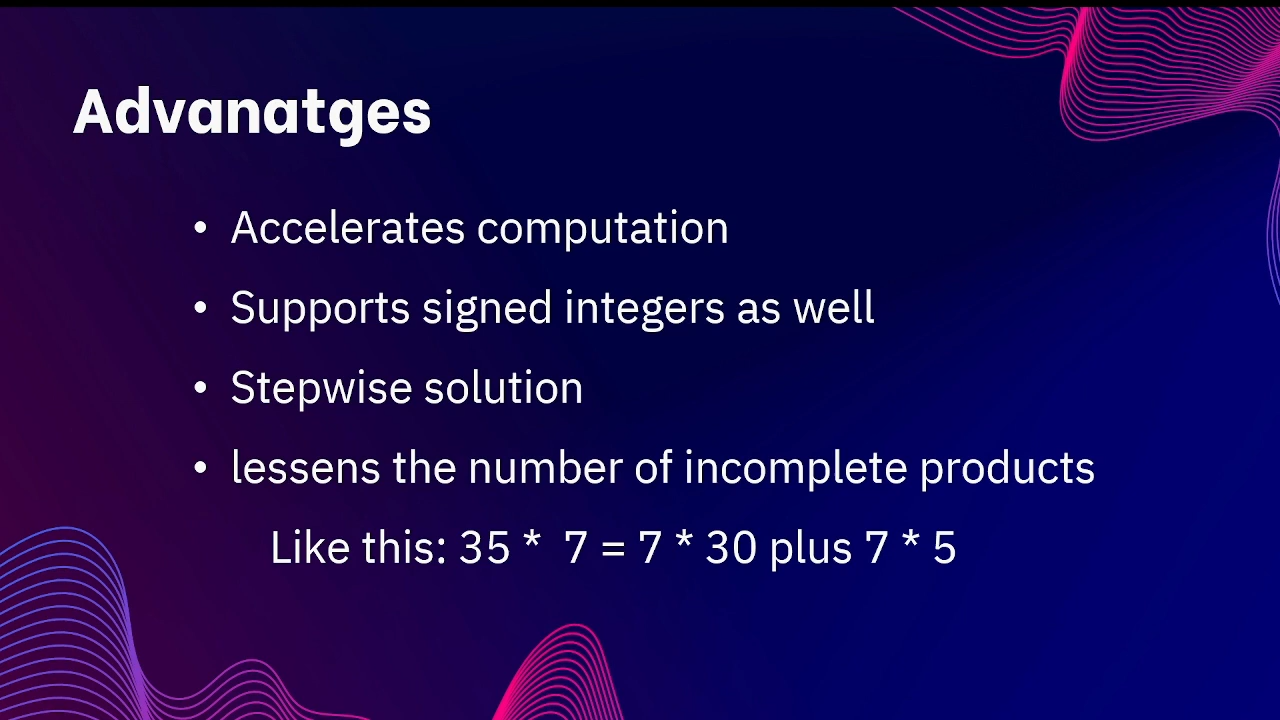 Advanatges
• Accelerates computation
• Supports signed integers as well
• Stepwise solution
• lessens the number of incomplete products
Like this: 35 * 7 = 7 * 30 plus 7 * 5